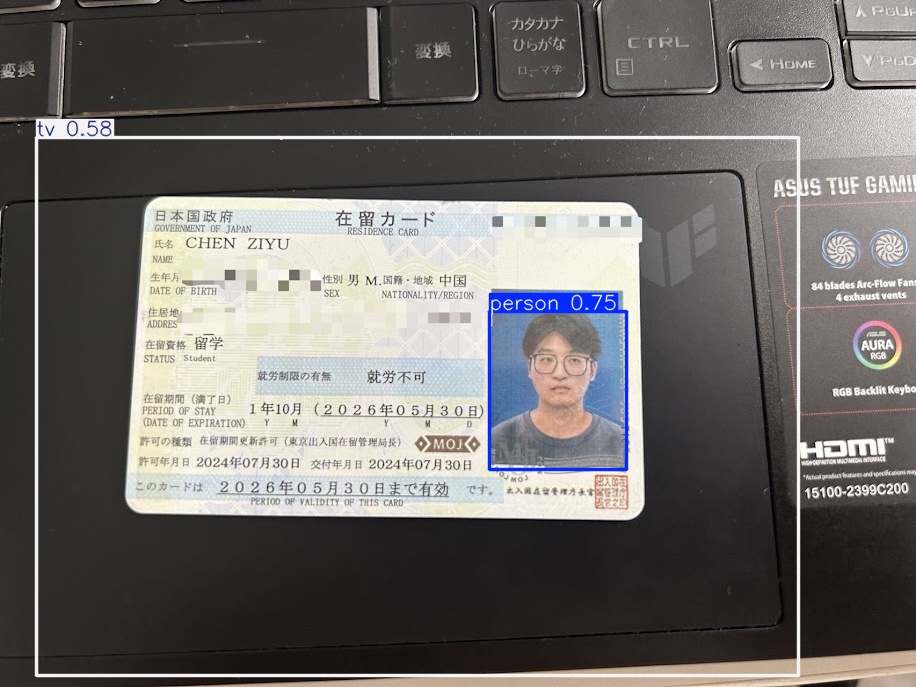 変換
変換
カタカナ
ひらがな
ローマ字
CTRL
HOME
PGUP
PGD
tv 0.58
ASUS TUF GAMI
84 blades Arc-Flow Fans
4 exhaust vents
ASUS
AURA
RGB
RGB Backlit Keybo
HDMI™
HIGH-DEFINITION MULTIMEDIA INTERFACE
*Actual product features and specifications may
15100-2399C200
日本国政府
在留カード
GOVERNMENT OF JAPAN
RESIDENCE CARD
氏名 CHEN ZIYU
NAME
生年月
性別 男 M.
国籍・地域 中国
DATE OF BIRTH
SEX
NATIONALITY/REGION
住居地
ADDRES
在留資格 留学
STATUS Student
就労制限の有無 就労不可
在留期間(満了日)
PERIOD OF STAY
(DATE OF EXPIRATION)
1年10月 (2026年05月30日)
Y M Y M D
許可の種類 在留期間更新許可(東京出入国在留管理局長)
MOJ
許可年月日 2024年07月30日 交付年月日 2024年07月30日
このカードは 2026年05月30日まで有効 です。
PERIOD OF VALIDITY OF THIS CARD
person 0.75
MOJ
出入国在留管理庁長官